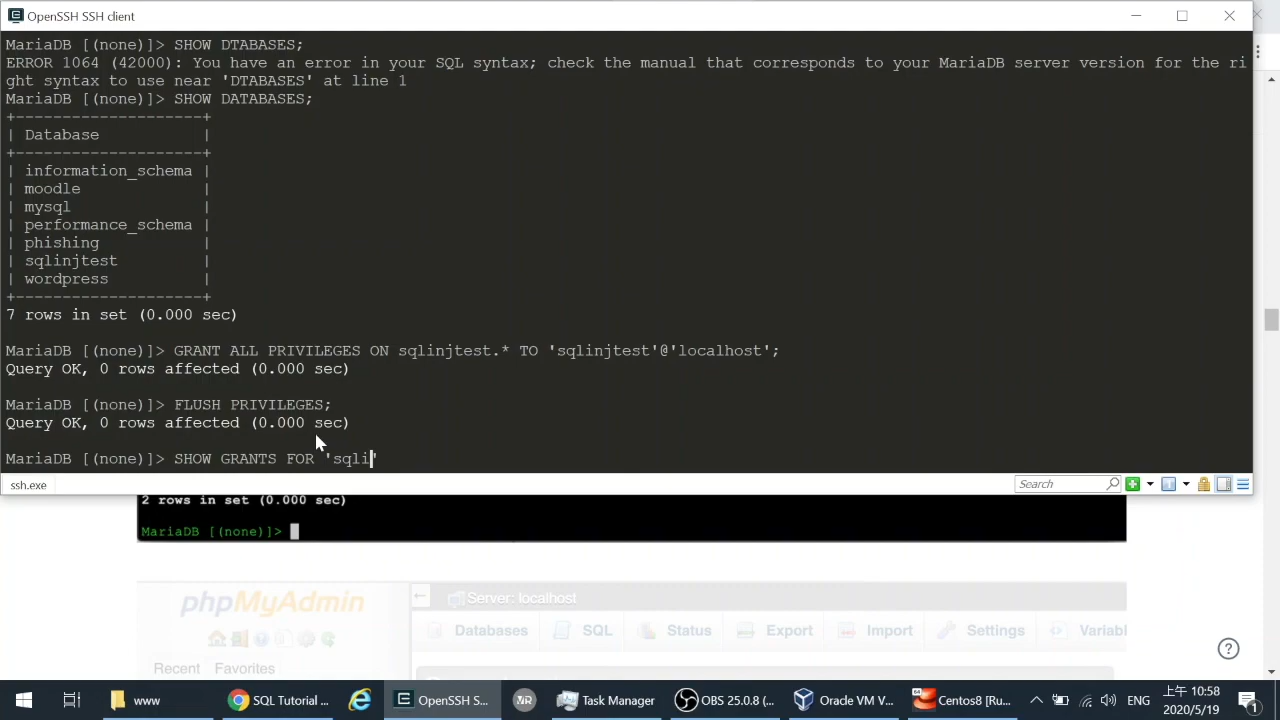 OpenSSH SSH client
MariaDB [(none)]> SHOW DTABASES;
ERROR 1064 (42000): You have an error in your SQL syntax; check the manual that corresponds to your MariaDB server version for the ri
ght syntax to use near 'DTABASES' at line 1
MariaDB [(none)]> SHOW DATABASES;
+--------------------+
| Database           |
+--------------------+
| information_schema |
| moodle             |
| mysql              |
| performance_schema |
| phishing           |
| sqlinjtest         |
| wordpress          |
+--------------------+
7 rows in set (0.000 sec)
MariaDB [(none)]> GRANT ALL PRIVILEGES ON sqlinjtest.* TO 'sqlinjtest'@'localhost';
Query OK, 0 rows affected (0.000 sec)
MariaDB [(none)]> FLUSH PRIVILEGES;
Query OK, 0 rows affected (0.000 sec)
MariaDB [(none)]> SHOW GRANTS FOR 'sqli'
ssh.exe
Search
2 rows in set (0.000 sec)
MariaDB [(none)]>
phpMyAdmin
Recent Favorites
Server: localhost
Databases SQL Status Export Import Settings Variabl
www
SQL Tutorial ...
OpenSSH S...
Task Manager
OBS 25.0.8 (...
Oracle VM V...
Centos8 [Ru...
ENG
上午 10:58
2020/5/19
1